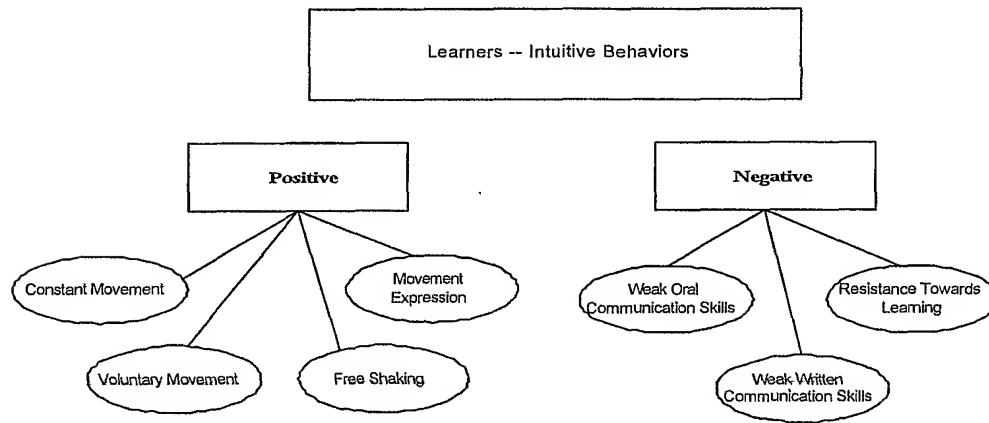 Learners -- Intuitive Behaviors
Positive
Negative
Constant Movement
Movement
Expression
Voluntary Movement
Free Shaking
Weak Oral
Communication Skills
Resistance Towards
Learning
Weak Written
Communication Skills